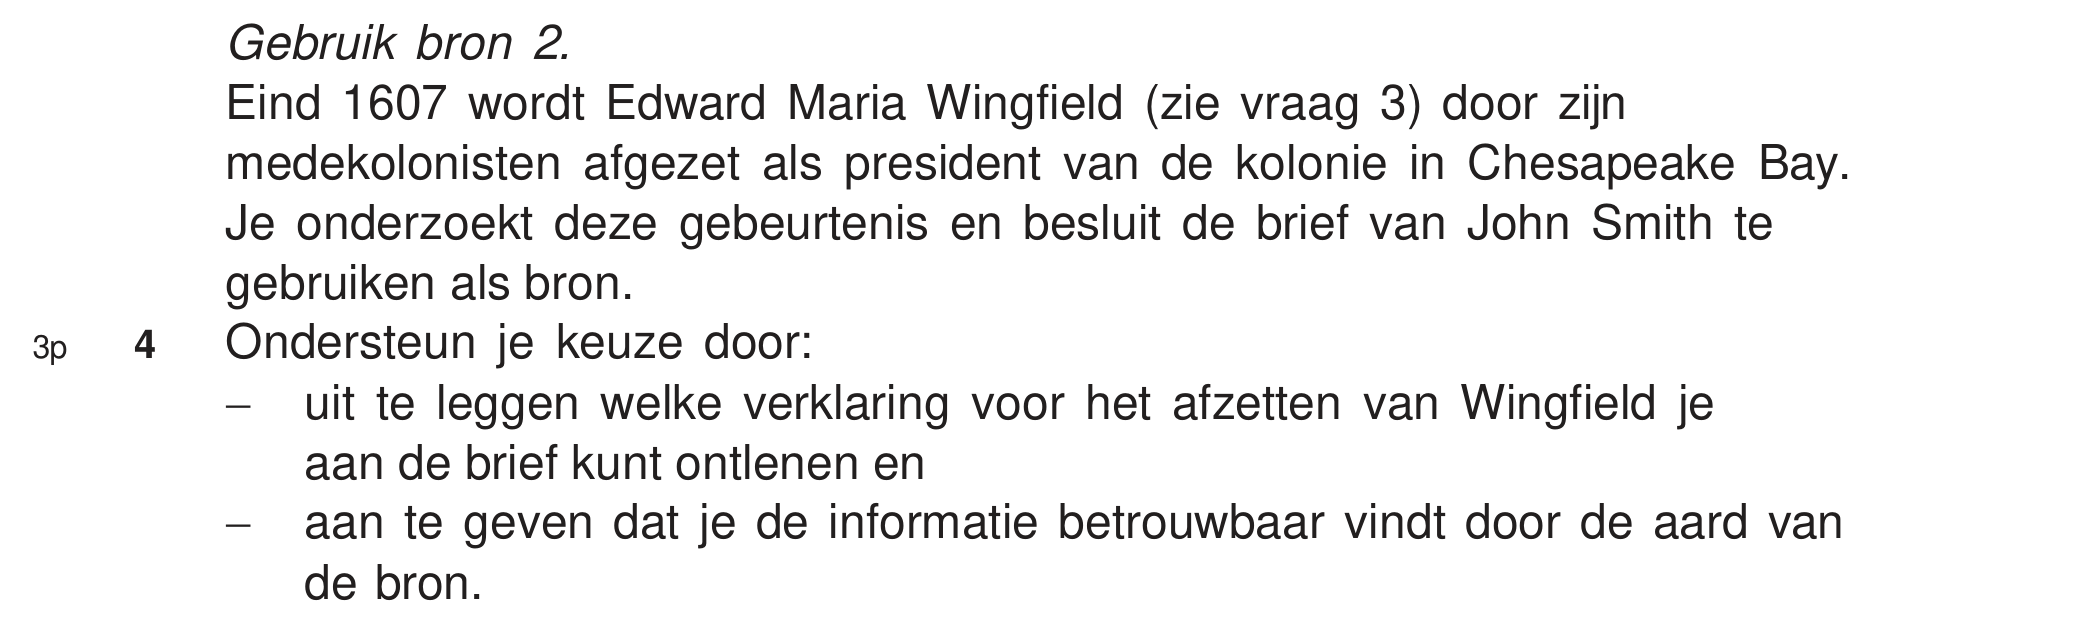 Gebruik bron 2.
Eind 1607 wordt Edward Maria Wingfield (zie vraag 3) door zijn
medekolonisten afgezet als president van de kolonie in Chesapeake Bay.
Je onderzoekt deze gebeurtenis en besluit de brief van John Smith te
gebruiken als bron.
3p 4 Ondersteun je keuze door:
– uit te leggen welke verklaring voor het afzetten van Wingfield je
aan de brief kunt ontlenen en
– aan te geven dat je de informatie betrouwbaar vindt door de aard van
de bron.